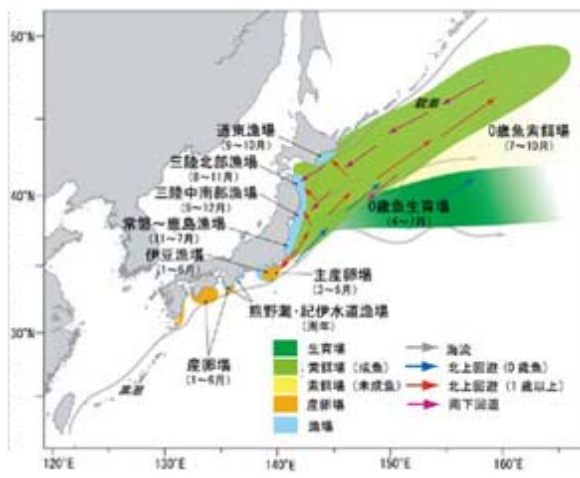 50°N
40°N
30°N
120°E
130°E
140°E
150°E
160°E
親潮
黒潮
道東漁場
(9～10月)
三陸北部漁場
(8～11月)
三陸中南部漁場
(9～12月)
常磐～鹿島漁場
(11～7月)
伊豆漁場
(1～6月)
0歳魚索餌場
(7～10月)
0歳魚生育場
(4～7月)
主産卵場
(3～6月)
熊野灘・紀伊水道漁場
(周年)
産卵場
(1～6月)
生育場
索餌場（成魚）
索餌場（未成魚）
産卵場
漁場
海流
北上回遊（0歳魚）
北上回遊（1歳以上）
南下回遊